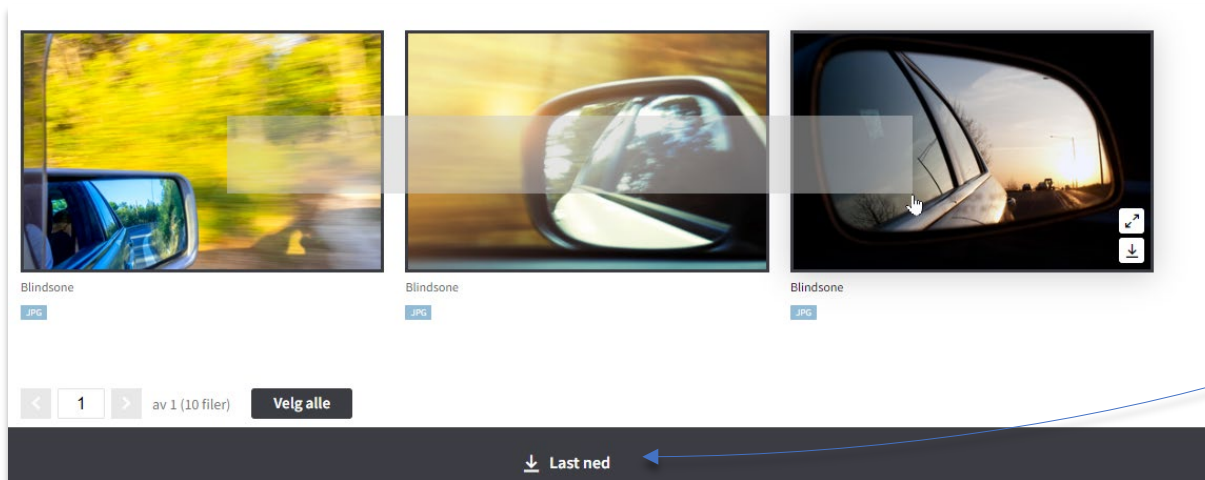 Blindsone
Blindsone
Blindsone
JPG
JPG
JPG
1 av 1 (10 filer) Velg alle
Last ned